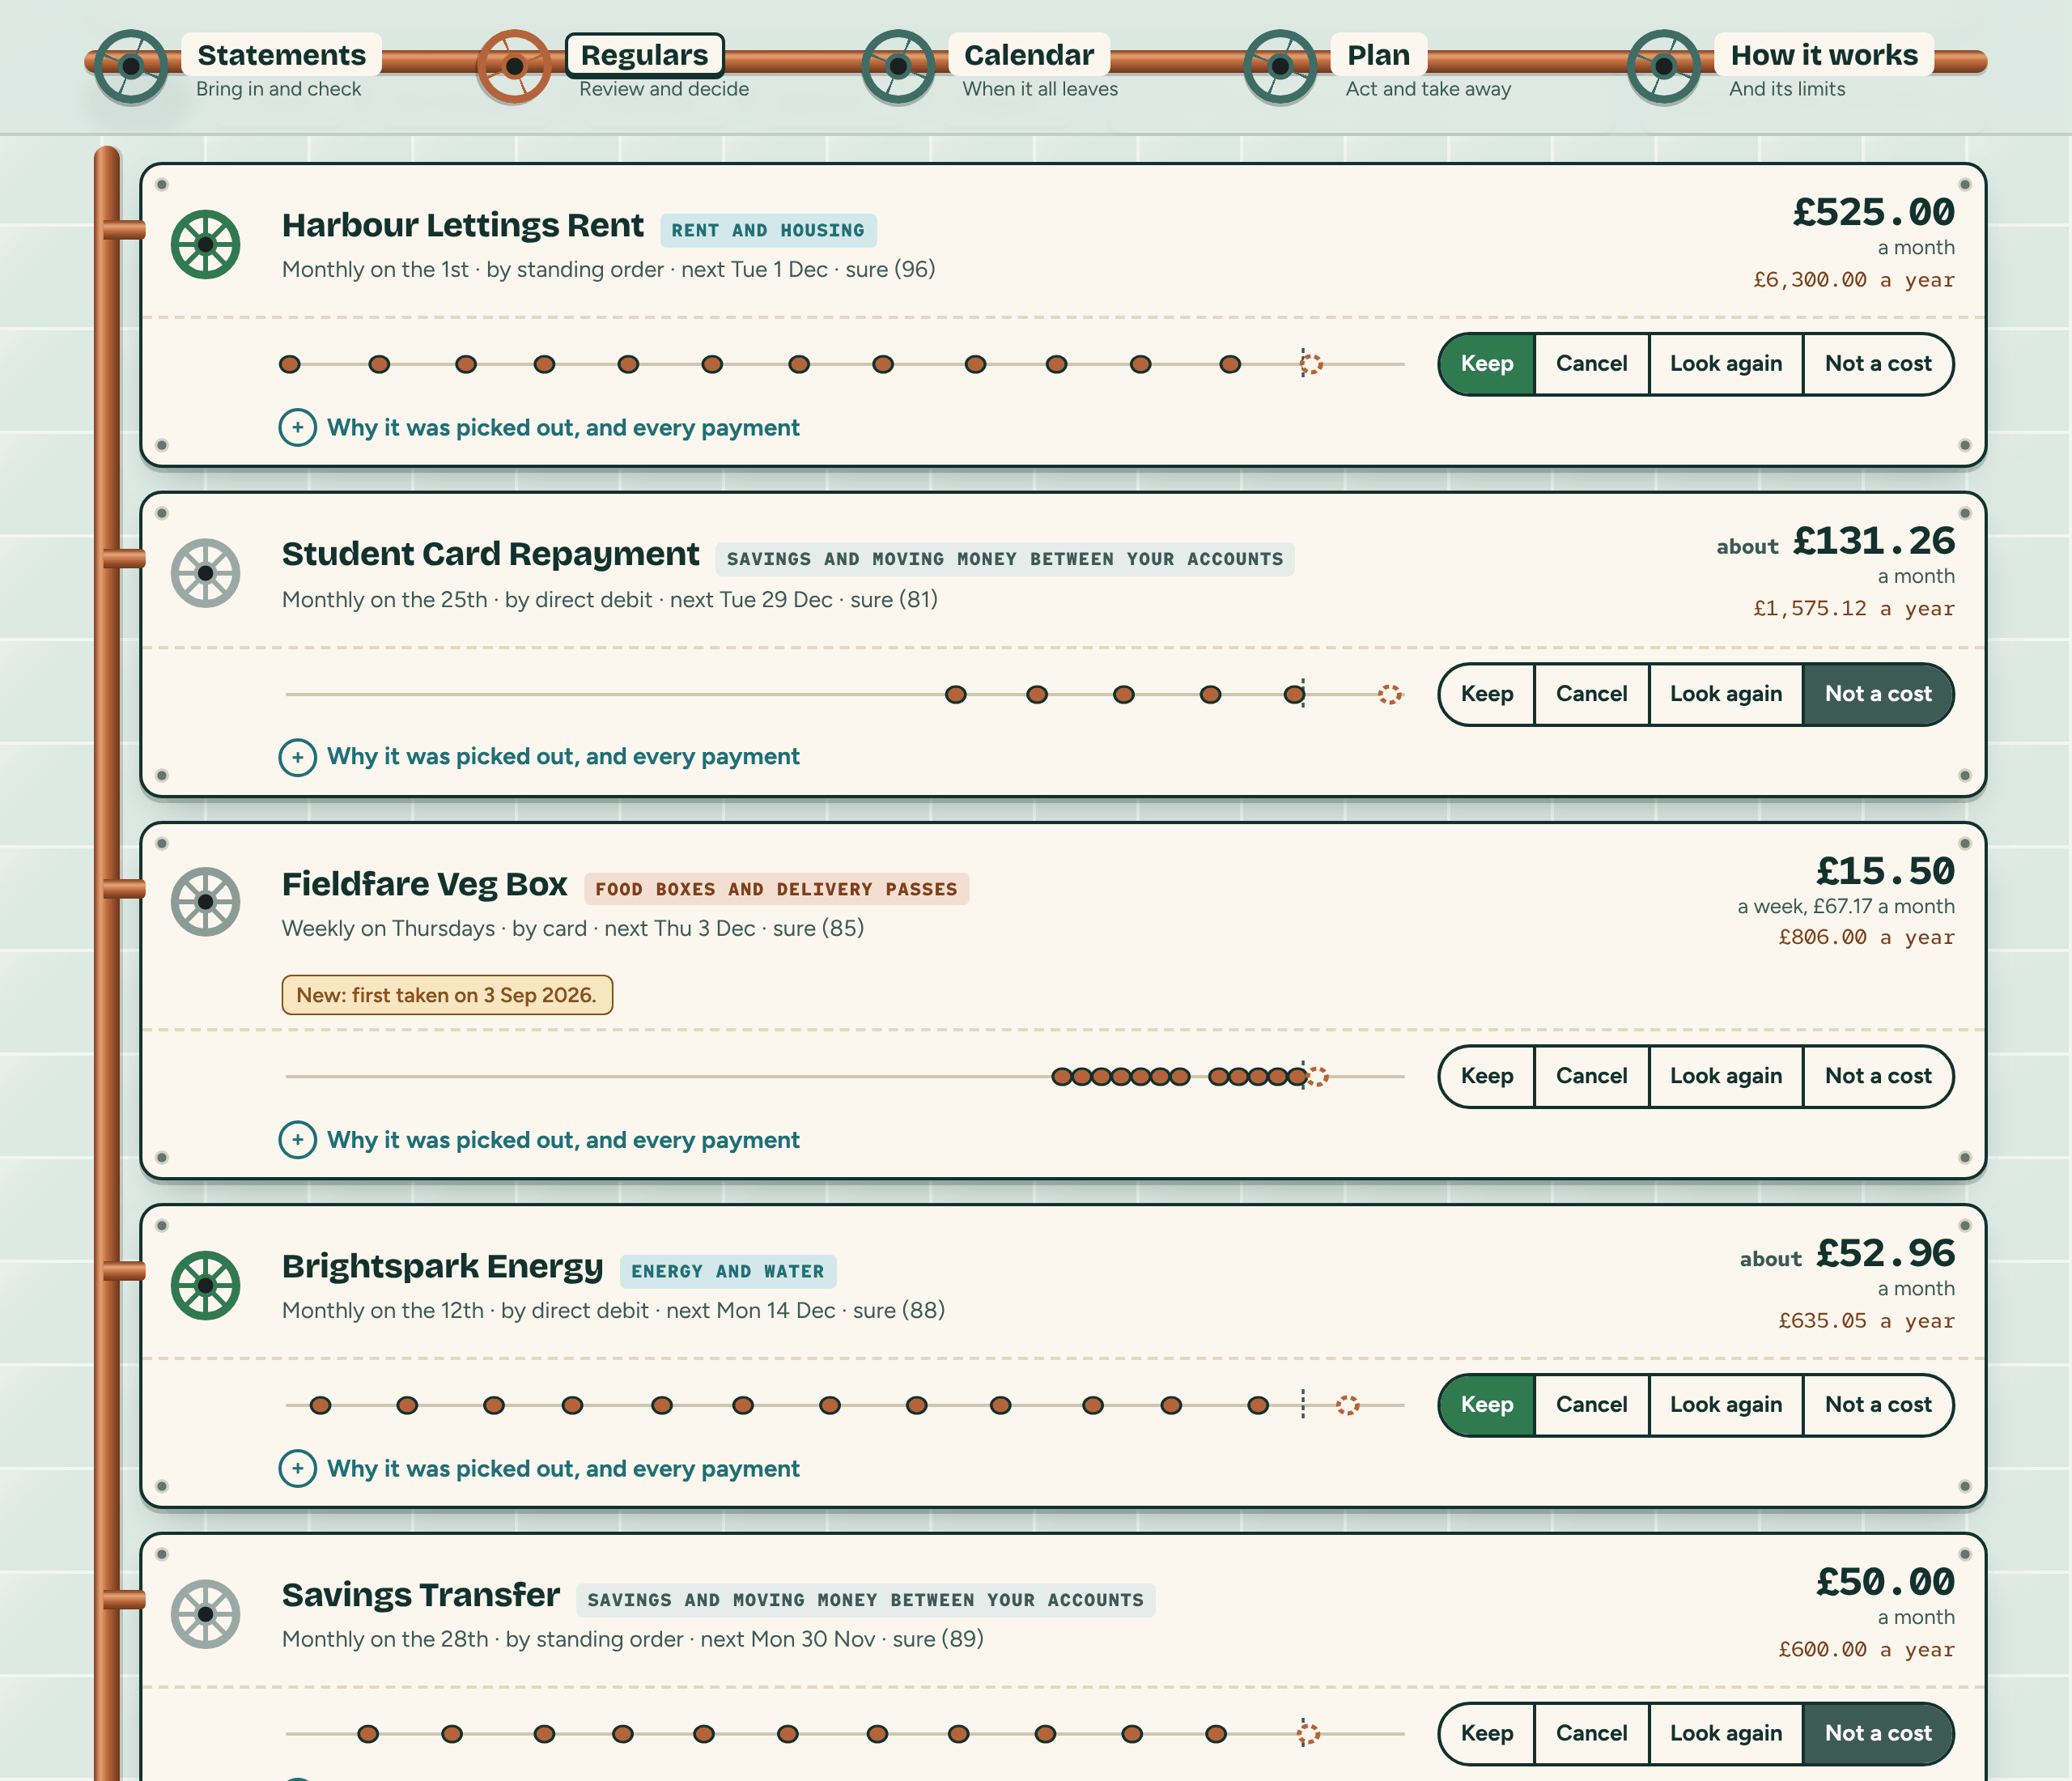 Statements
Bring in and check
Regulars
Review and decide
Calendar
When it all leaves
Plan
Act and take away
How it works
And its limits
Harbour Lettings Rent RENT AND HOUSING
Monthly on the 1st · by standing order · next Tue 1 Dec · sure (96)
£525.00
a month
£6,300.00 a year
Keep Cancel Look again Not a cost
+ Why it was picked out, and every payment
Student Card Repayment SAVINGS AND MOVING MONEY BETWEEN YOUR ACCOUNTS
Monthly on the 25th · by direct debit · next Tue 29 Dec · sure (81)
about £131.26
a month
£1,575.12 a year
Keep Cancel Look again Not a cost
+ Why it was picked out, and every payment
Fieldfare Veg Box FOOD BOXES AND DELIVERY PASSES
Weekly on Thursdays · by card · next Thu 3 Dec · sure (85)
£15.50
a week, £67.17 a month
£806.00 a year
New: first taken on 3 Sep 2026.
Keep Cancel Look again Not a cost
+ Why it was picked out, and every payment
Brightspark Energy ENERGY AND WATER
Monthly on the 12th · by direct debit · next Mon 14 Dec · sure (88)
about £52.96
a month
£635.05 a year
Keep Cancel Look again Not a cost
+ Why it was picked out, and every payment
Savings Transfer SAVINGS AND MOVING MONEY BETWEEN YOUR ACCOUNTS
Monthly on the 28th · by standing order · next Mon 30 Nov · sure (89)
£50.00
a month
£600.00 a year
Keep Cancel Look again Not a cost